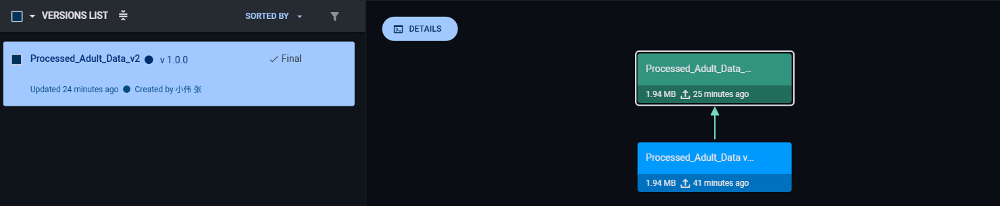 VERSIONS LIST
SORTED BY
Processed_Adult_Data_v2 v 1.0.0
Final
Updated 24 minutes ago Created by 小伟 张
DETAILS
Processed_Adult_Data_...
1.94 MB 25 minutes ago
Processed_Adult_Data v...
1.94 MB 41 minutes ago